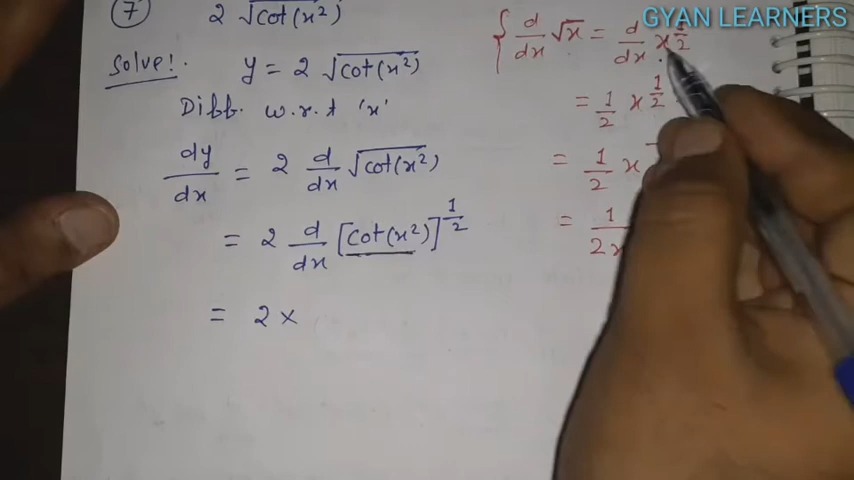 GYAN LEARNERS
7 2 √cot(x²)
Solve! y = 2 √cot(x²)
Diff. w.r.t 'x'
dy/dx = 2 d/dx √cot(x²)
= 2 d/dx [cot(x²)]^1/2
= 2 ×
{ d/dx √x = d/dx x^1/2
= 1/2 x^1/2
= 1/2 x^-
= 1/2x